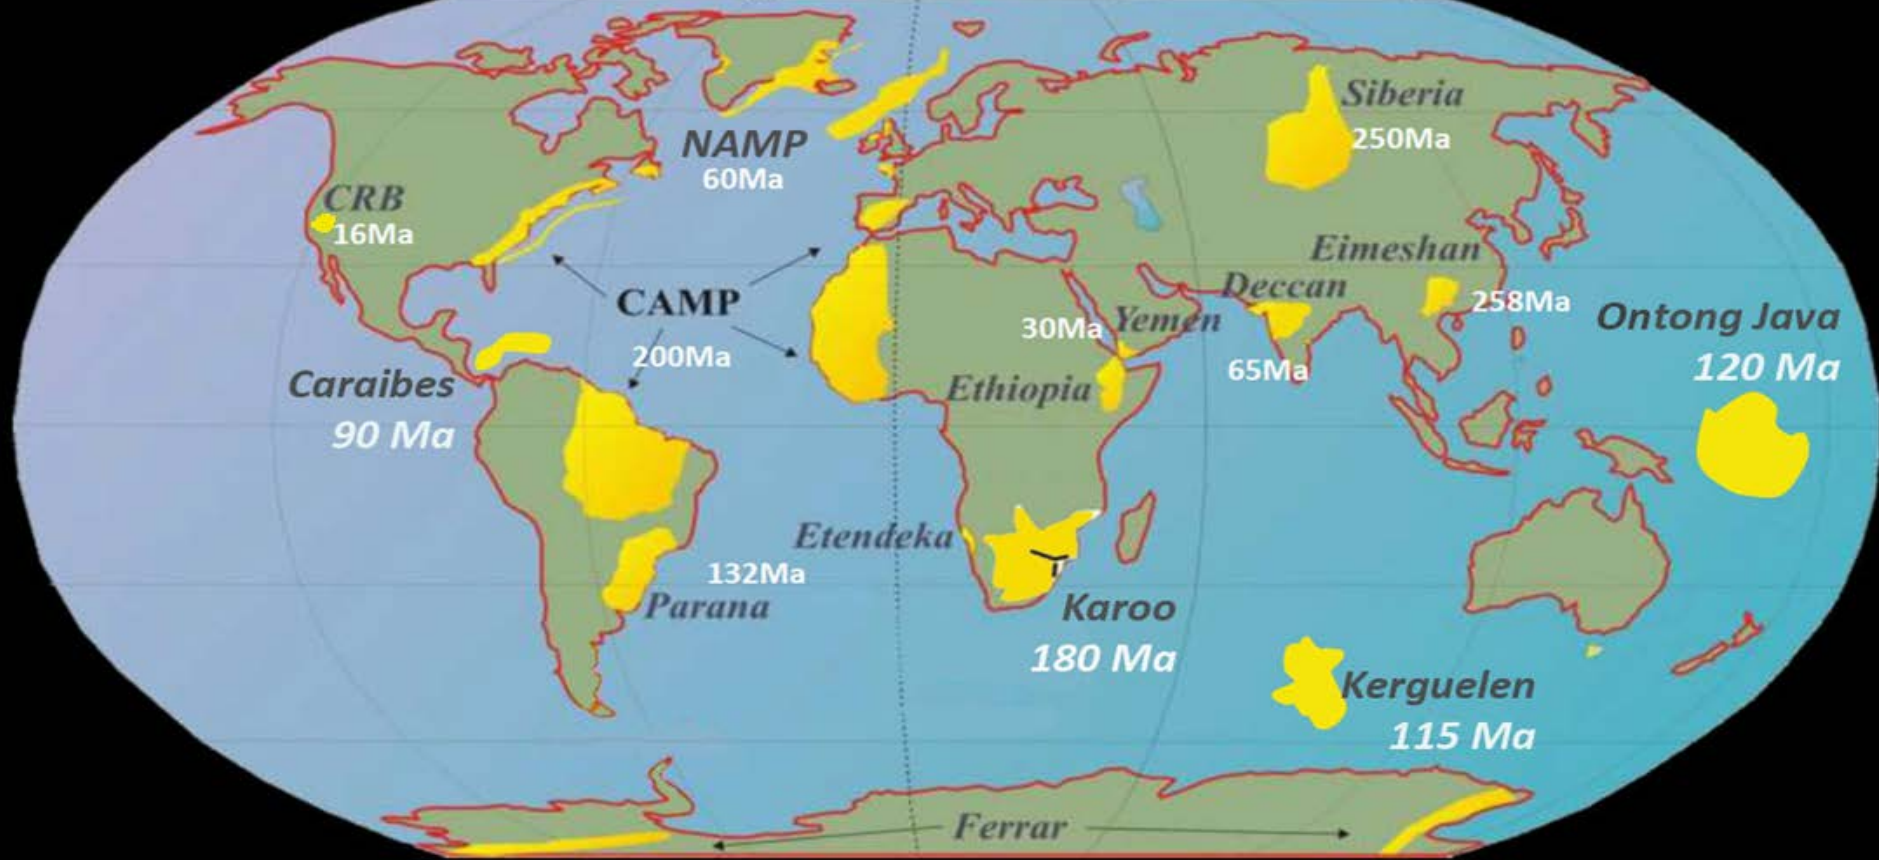 Siberia
250Ma
NAMP
60Ma
CRB
16Ma
Eimeshan
258Ma
Deccan
65Ma
CAMP
200Ma
30Ma
Yemen
Ontong Java
120 Ma
Caraibes
90 Ma
Ethiopia
Etendeka
132Ma
Parana
Karoo
180 Ma
Kerguelen
115 Ma
Ferrar